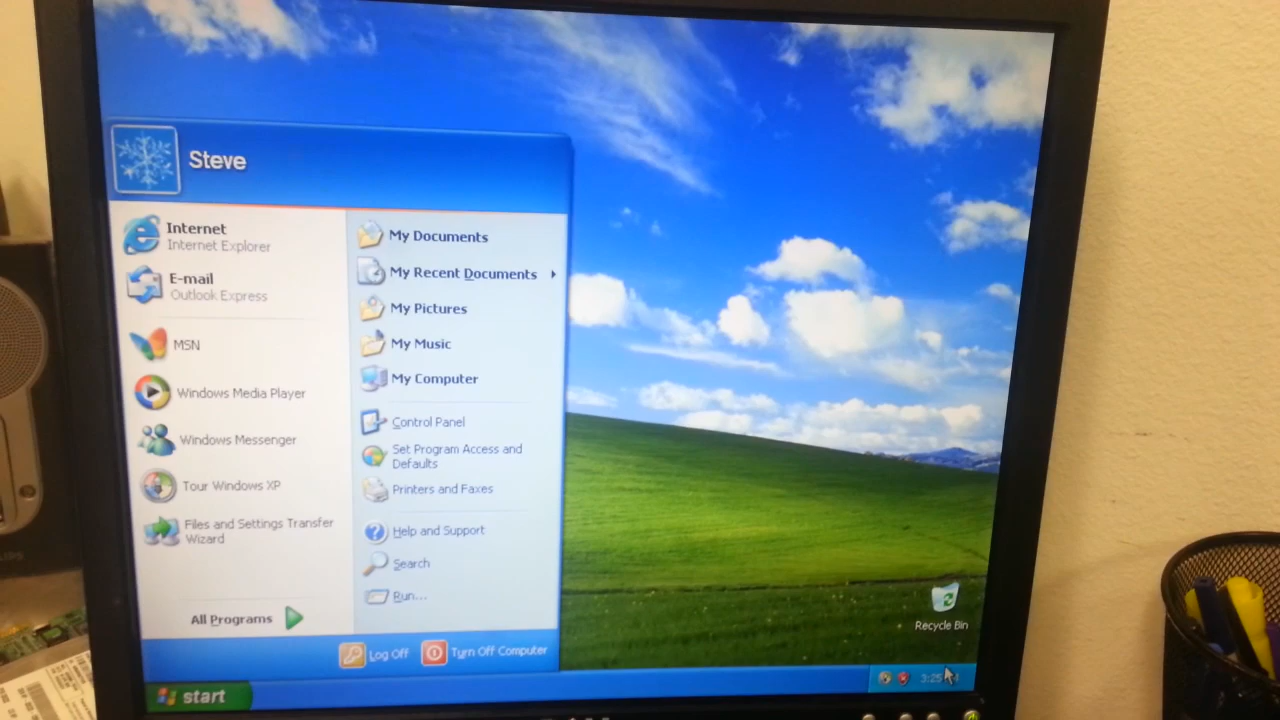 Steve
Internet
Internet Explorer
E-mail
Outlook Express
MSN
Windows Media Player
Windows Messenger
Tour Windows XP
Files and Settings Transfer
Wizard
All Programs
My Documents
My Recent Documents
My Pictures
My Music
My Computer
Control Panel
Set Program Access and
Defaults
Printers and Faxes
Help and Support
Search
Run...
Log Off
Turn Off Computer
Recycle Bin
start
3:25